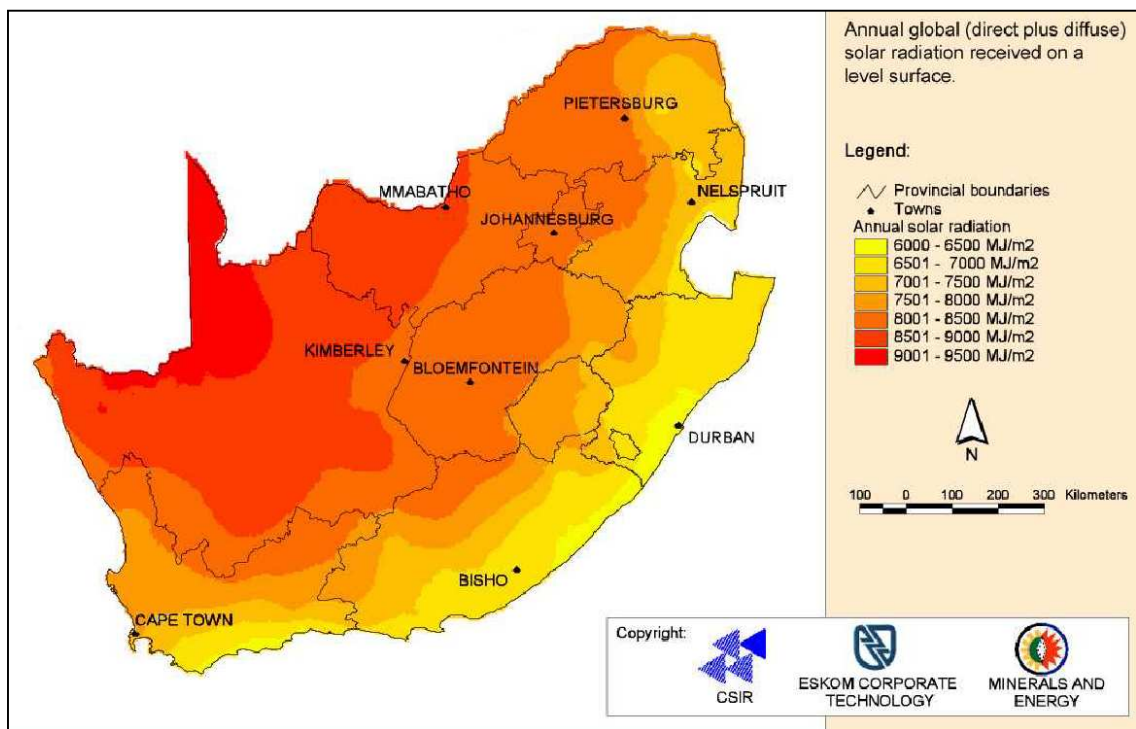 Annual global (direct plus diffuse)
solar radiation received on a
level surface.
Legend:
Provincial boundaries
Towns
Annual solar radiation
6000 - 6500 MJ/m2
6501 - 7000 MJ/m2
7001 - 7500 MJ/m2
7501 - 8000 MJ/m2
8001 - 8500 MJ/m2
8501 - 9000 MJ/m2
9001 - 9500 MJ/m2
N
100 0 100 200 300 Kilometers
PIETERSBURG
MMABATHO
NELSPRUIT
JOHANNESBURG
KIMBERLEY
BLOEMFONTEIN
DURBAN
BISHO
CAPE TOWN
Copyright:
CSIR
ESKOM CORPORATE
TECHNOLOGY
MINERALS AND
ENERGY